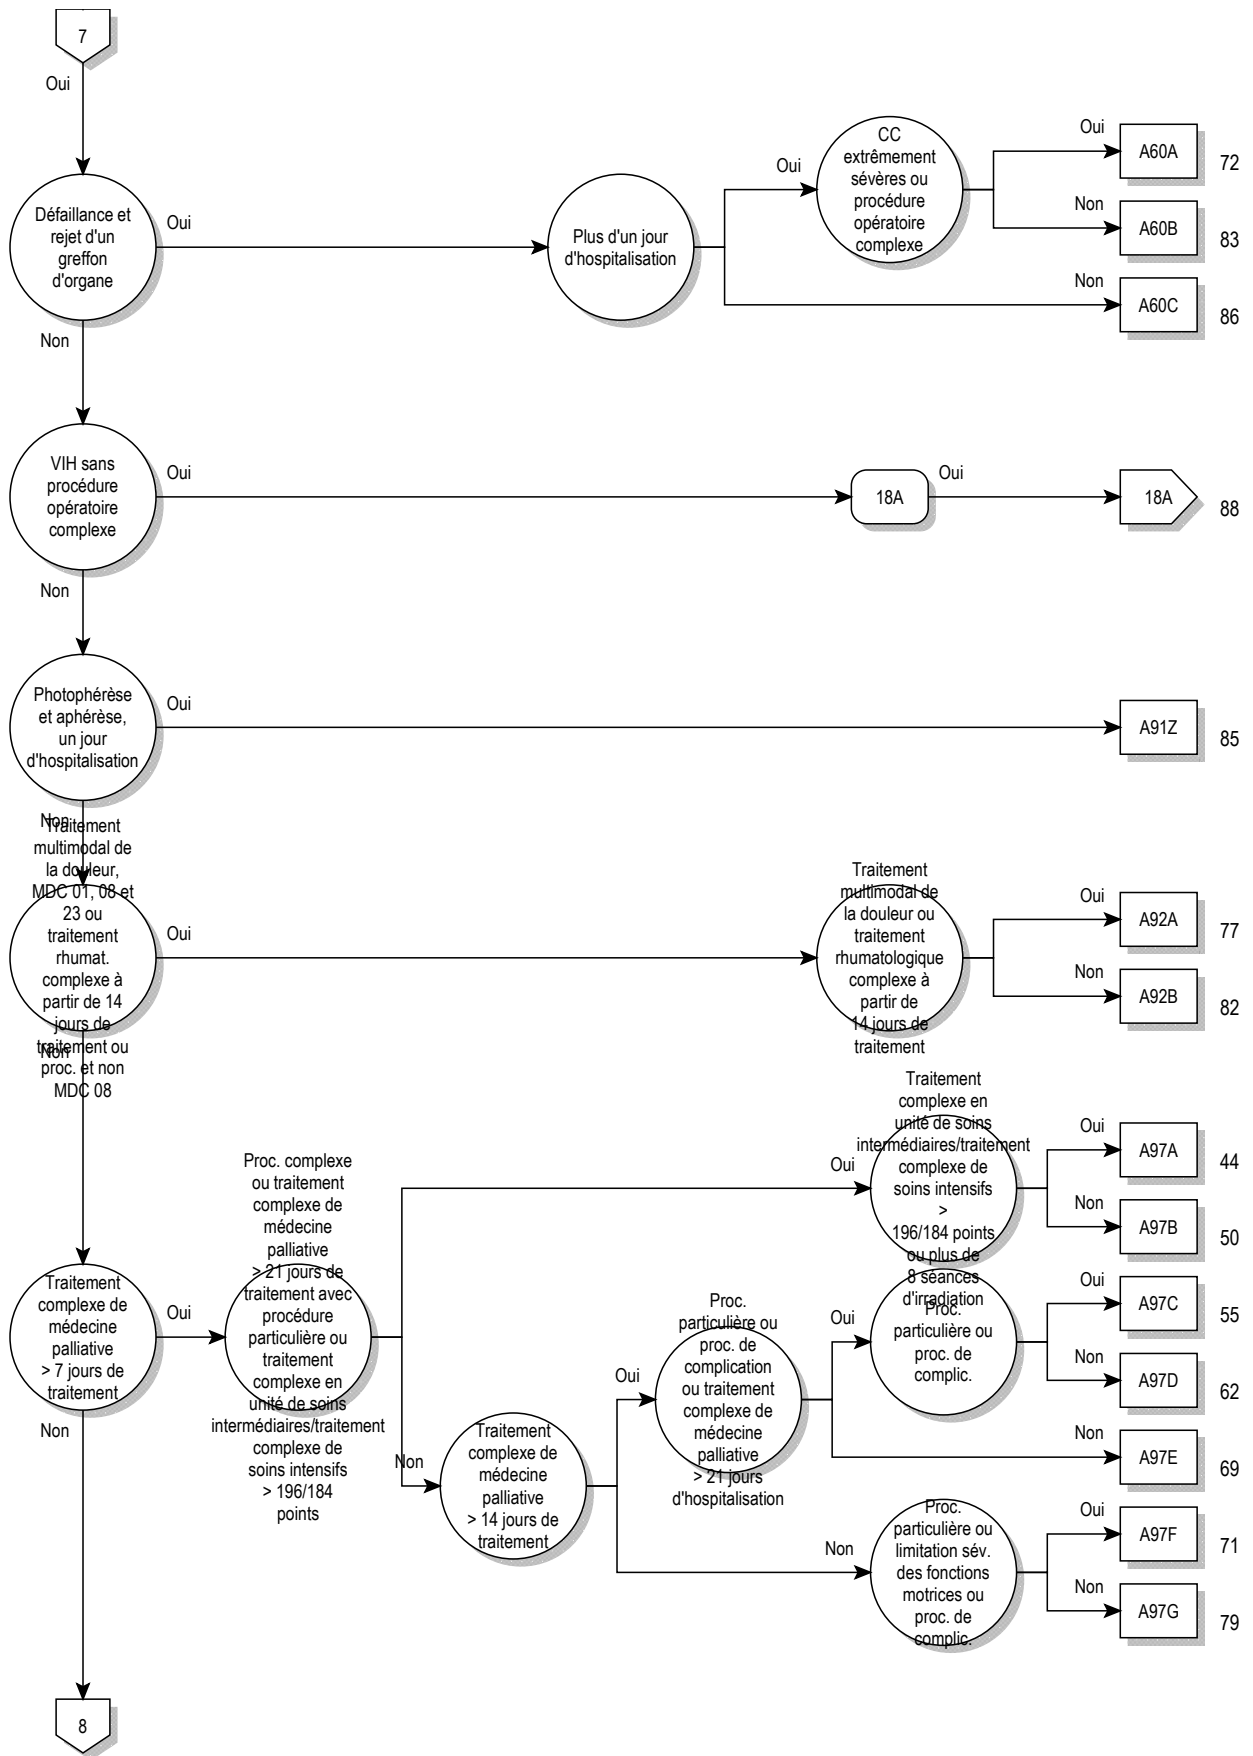 7
Oui
Défaillance et
rejet d'un
greffon
d'organe
Oui
Plus d'un jour
d'hospitalisation
Oui
CC
extrêmement
sévères ou
procédure
opératoire
complexe
Oui
A60A
72
Non
A60B
83
Non
A60C
86
Non
VIH sans
procédure
opératoire
complexe
Oui
18A
Oui
18A
88
Non
Photophérèse
et aphérèse,
un jour
d'hospitalisation
Oui
A91Z
85
Non
Traitement
multimodal de
la douleur,
MDC 01, 08 et
23 ou
traitement
rhumat.
complexe à
partir de 14
jours de
traitement ou
proc. et non
MDC 08
Oui
Traitement
multimodal de
la douleur ou
traitement
rhumatologique
complexe à
partir de
14 jours de
traitement
Oui
A92A
77
Non
A92B
82
Non
Traitement
complexe de
médecine
palliative
> 7 jours de
traitement
Oui
Proc. complexe
ou traitement
complexe de
médecine
palliative
> 21 jours de
traitement avec
procédure
particulière ou
traitement
complexe en
unité de soins
intermédiaires/traitement
complexe de
soins intensifs
> 196/184
points
Oui
Traitement
complexe en
unité de soins
intermédiaires/traitement
complexe de
soins intensifs
>
196/184 points
ou plus de
8 séances
d'irradiation
Oui
A97A
44
Non
A97B
50
Non
Traitement
complexe de
médecine
palliative
> 14 jours de
traitement
Oui
Proc.
particulière ou
proc. de
complication
ou traitement
complexe de
médecine
palliative
> 21 jours
d'hospitalisation
Oui
Proc.
particulière ou
proc. de
complic.
Oui
A97C
55
Non
A97D
62
Non
A97E
69
Non
Proc.
particulière ou
limitation sév.
des fonctions
motrices ou
proc. de
complic.
Oui
A97F
71
Non
A97G
79
Non
8